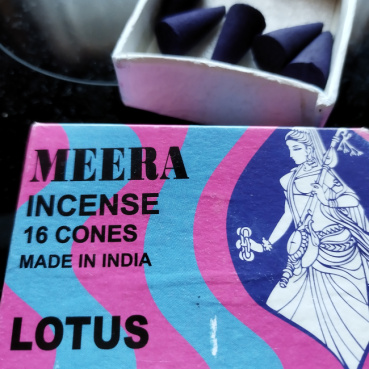 MEERA
INCENSE
16 CONES
MADE IN INDIA
LOTUS